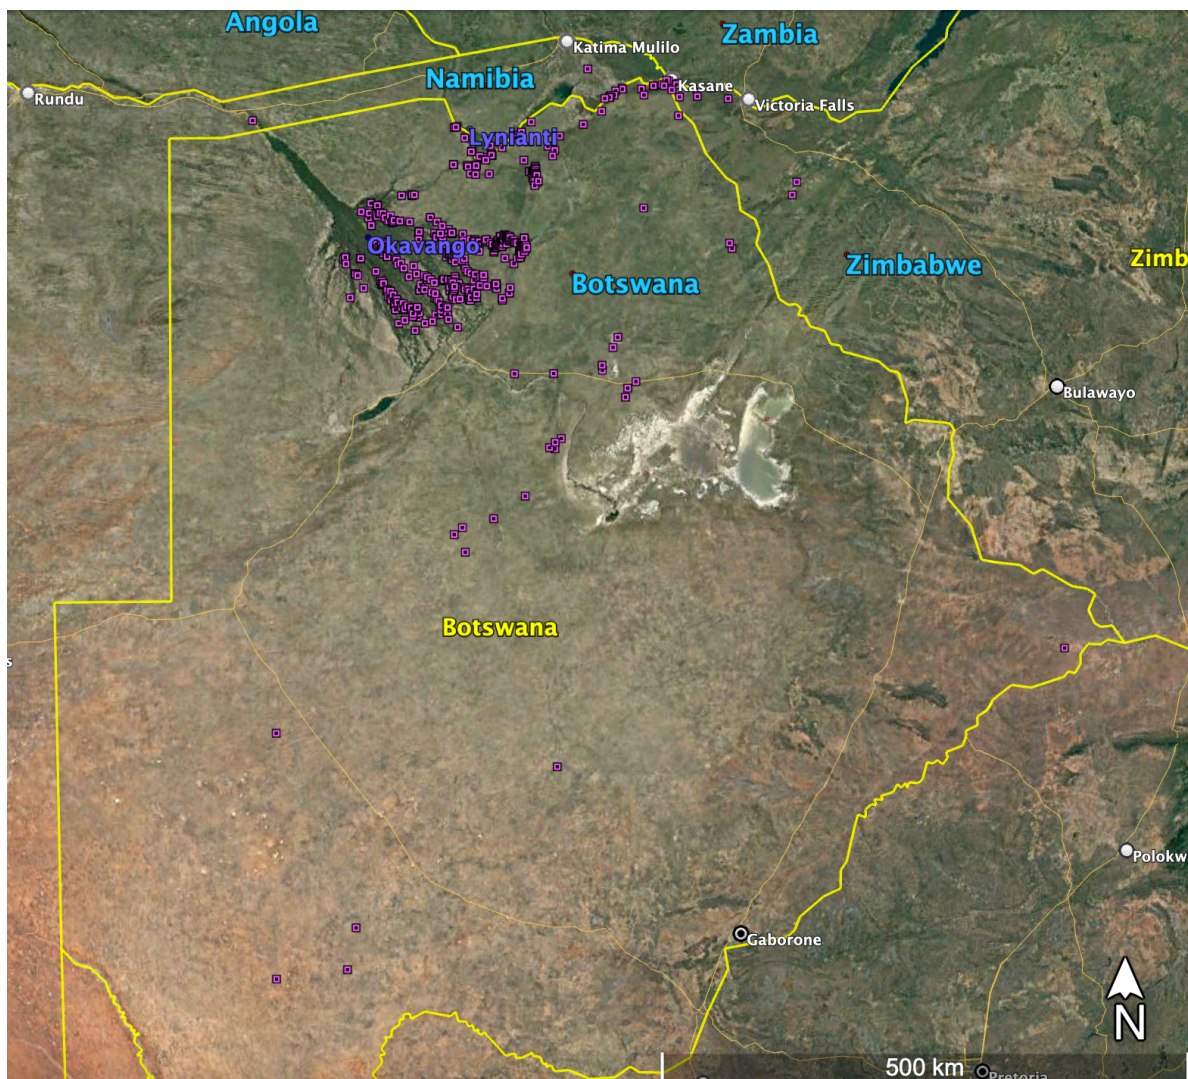 Angola
Zambia
Katima Mulilo
Namibia
Kasane
Rundu
Victoria Falls
Lynianti
Okavango
Zimbabwe
Zimb
Botswana
Bulawayo
Botswana
s
Polokw
Gaborone
N
500 km
Pretoria